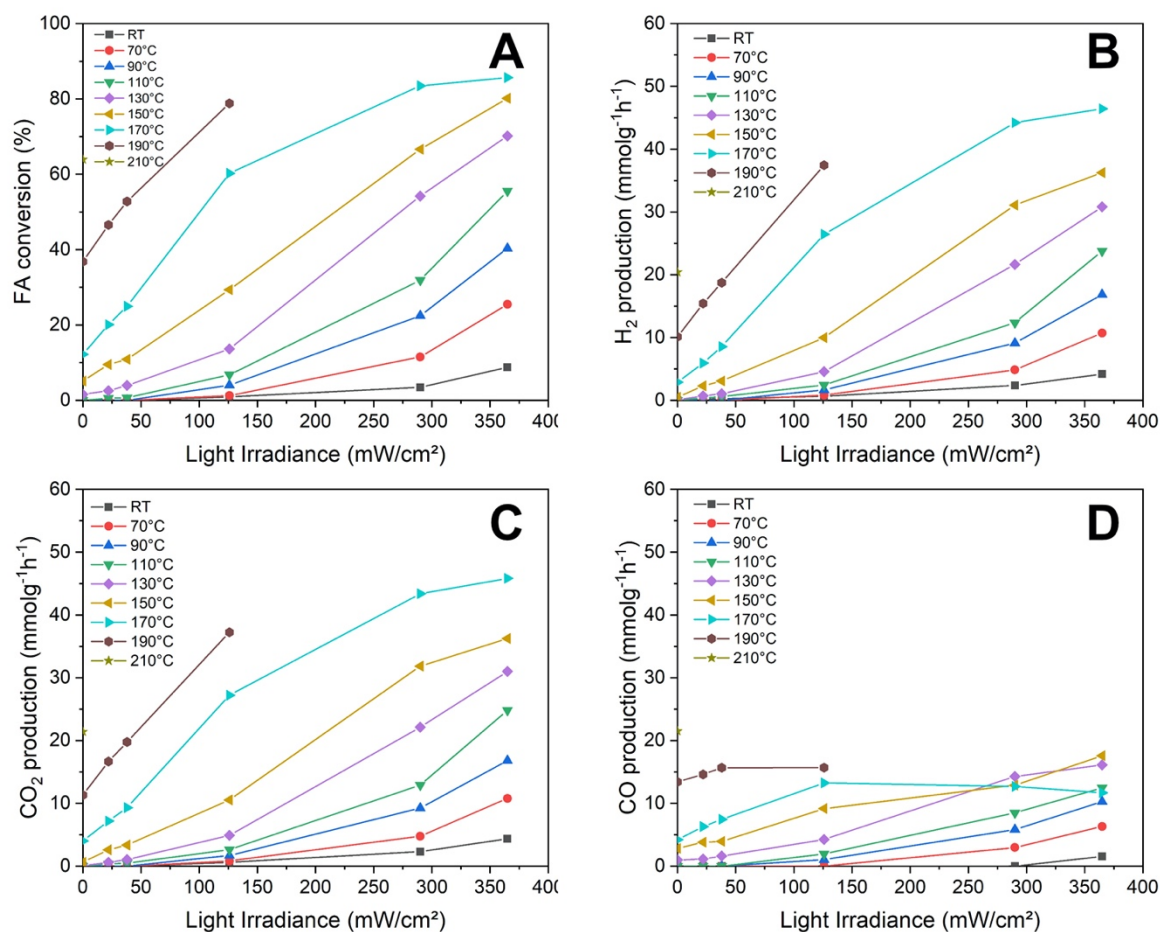 A
FA conversion (%)
100
80
60
40
20
0
RT
70°C
90°C
110°C
130°C
150°C
170°C
190°C
210°C
0 50 100 150 200 250 300 350 400
Light Irradiance (mW/cm²)
B
H₂ production (mmolg⁻¹h⁻¹)
60
50
40
30
20
10
0
RT
70°C
90°C
110°C
130°C
150°C
170°C
190°C
210°C
0 50 100 150 200 250 300 350 400
Light Irradiance (mW/cm²)
C
CO₂ production (mmolg⁻¹h⁻¹)
60
50
40
30
20
10
0
RT
70°C
90°C
110°C
130°C
150°C
170°C
190°C
210°C
0 50 100 150 200 250 300 350 400
Light Irradiance (mW/cm²)
D
CO production (mmolg⁻¹h⁻¹)
60
50
40
30
20
10
0
RT
70°C
90°C
110°C
130°C
150°C
170°C
190°C
210°C
0 50 100 150 200 250 300 350 400
Light Irradiance (mW/cm²)